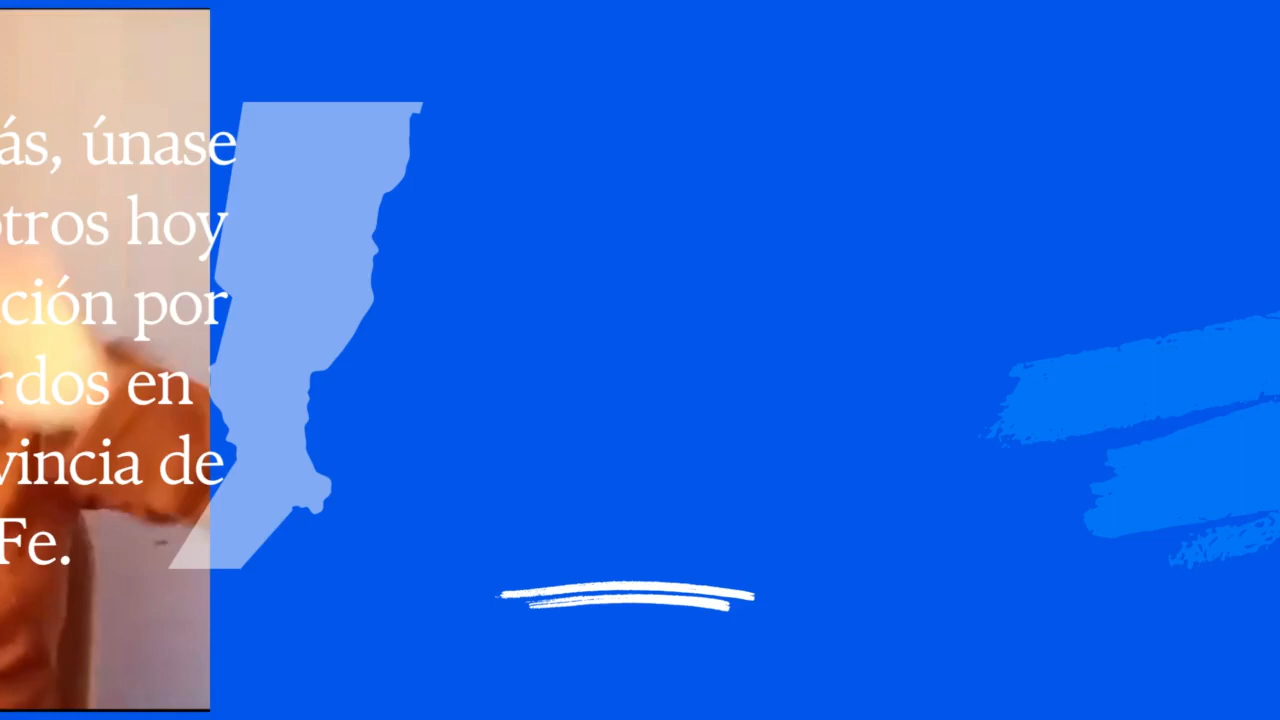 ás, únase
otros hoy
ción por
rdos en
vincia de
Fe.